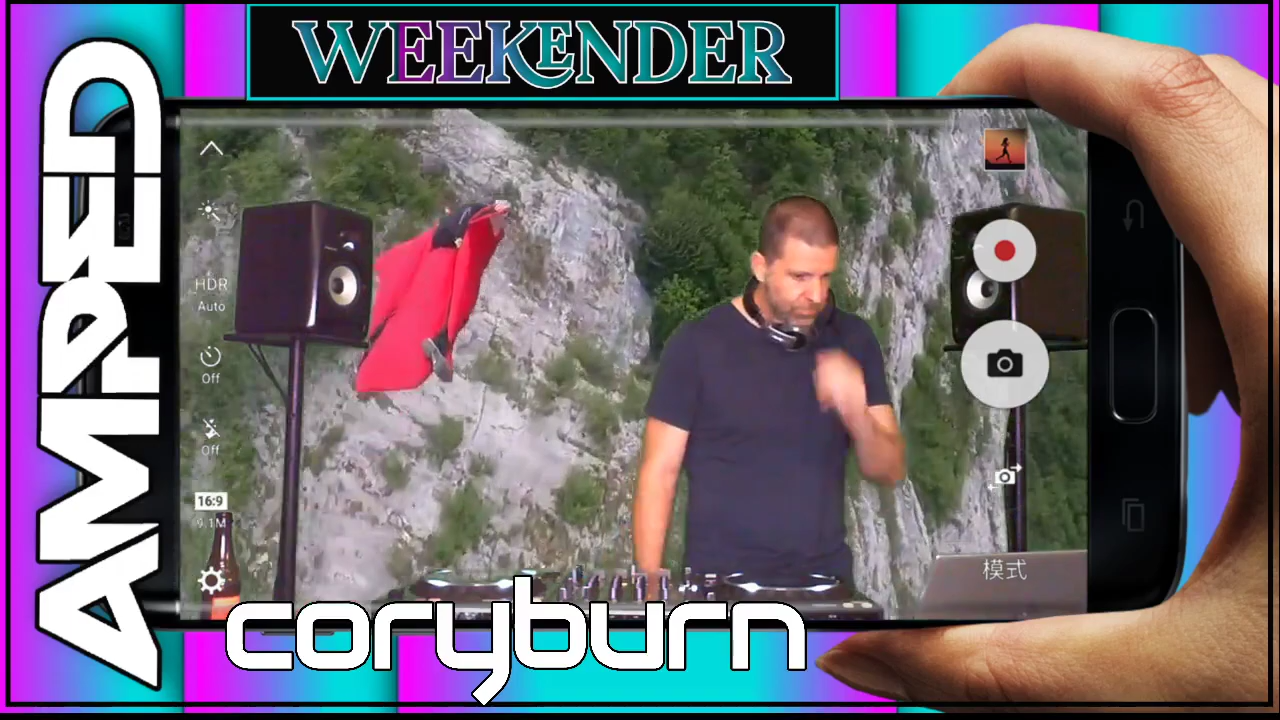 WEEKENDER
AMPED
HDR
Auto
Off
Off
16:9
9.1M
模式
coryburn